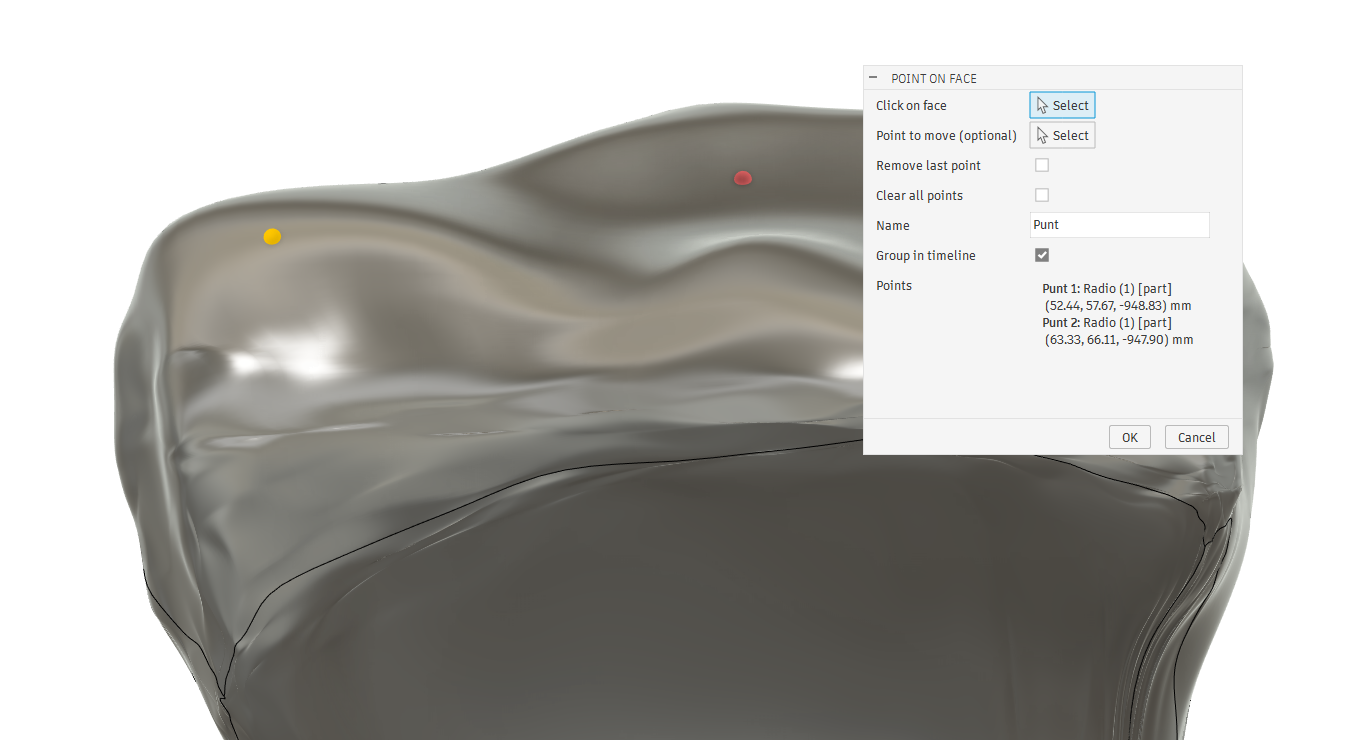 POINT ON FACE
Click on face Select
Point to move (optional) Select
Remove last point
Clear all points
Name Punt
Group in timeline
Points Punt 1: Radio (1) [part]
(52.44, 57.67, -948.83) mm
Punt 2: Radio (1) [part]
(63.33, 66.11, -947.90) mm
OK Cancel